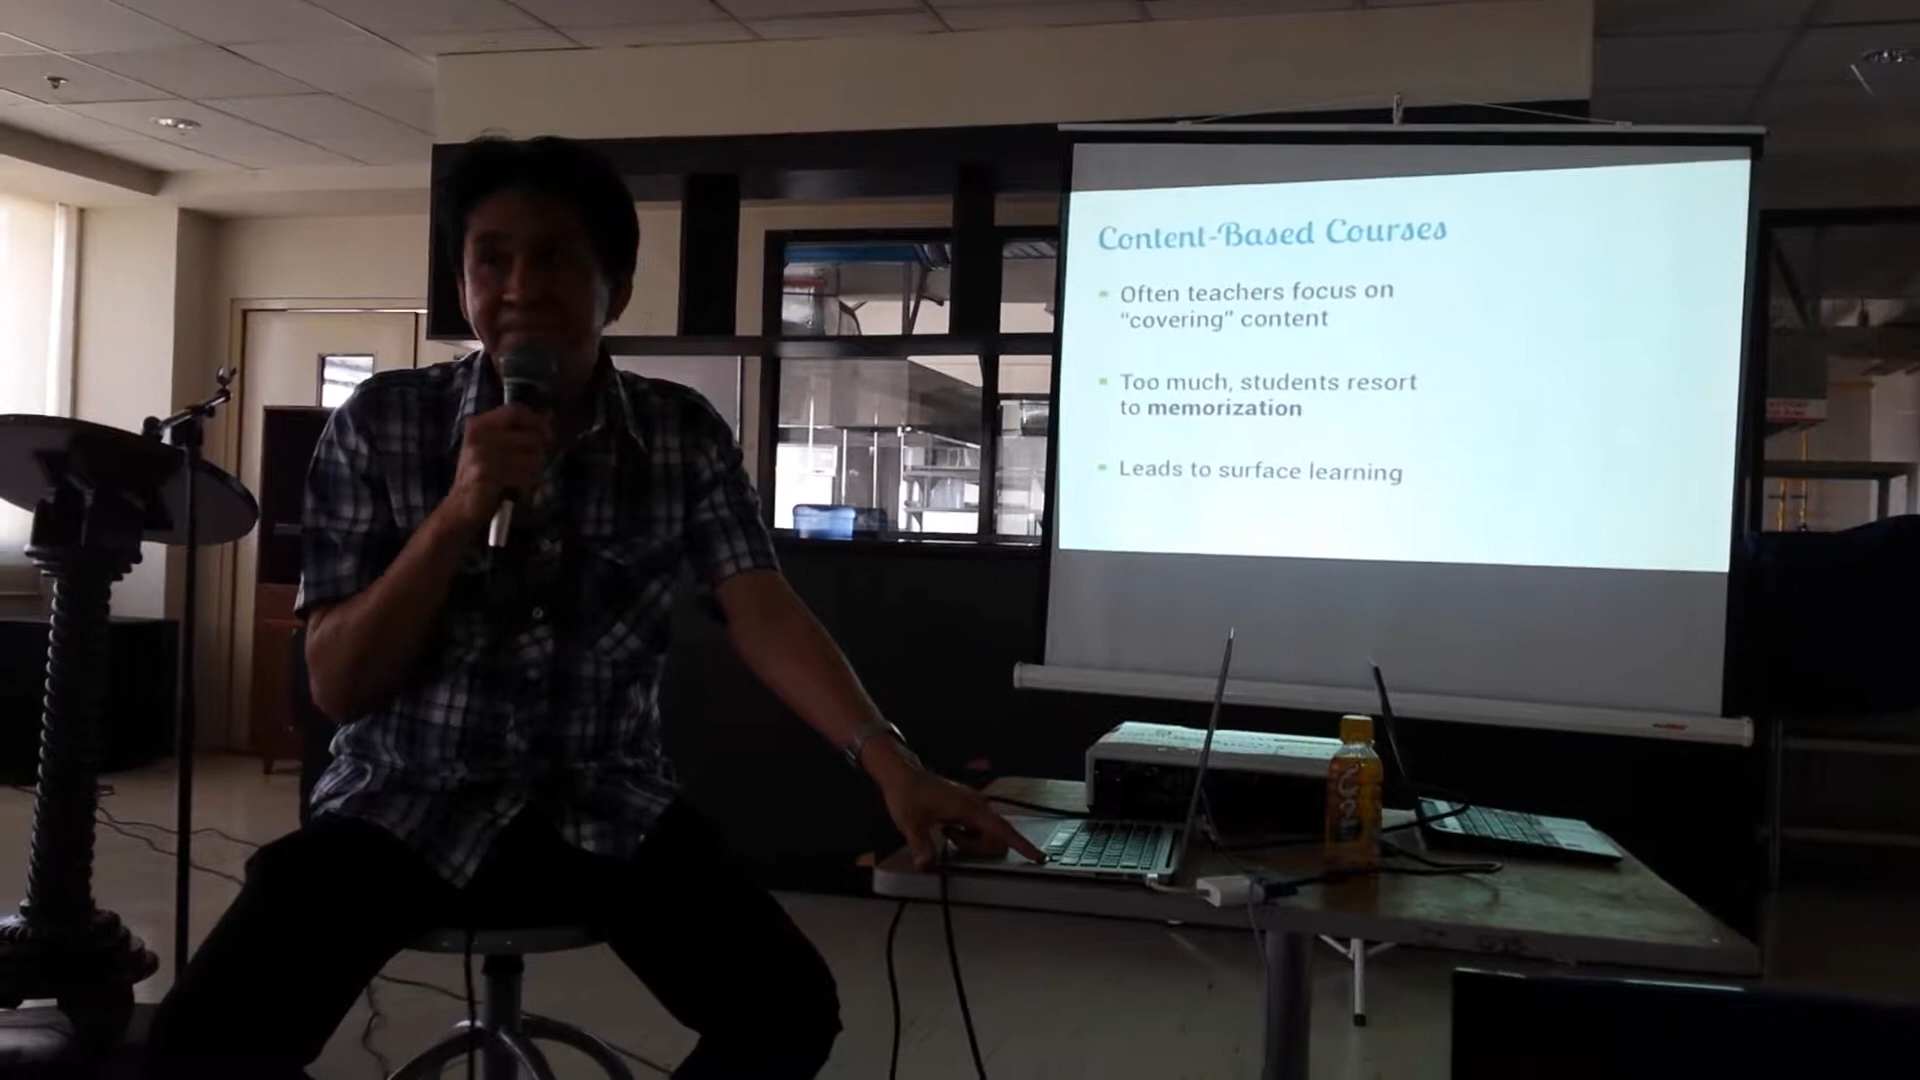 Content-Based Courses
Often teachers focus on
“covering” content
Too much, students resort
to memorization
Leads to surface learning